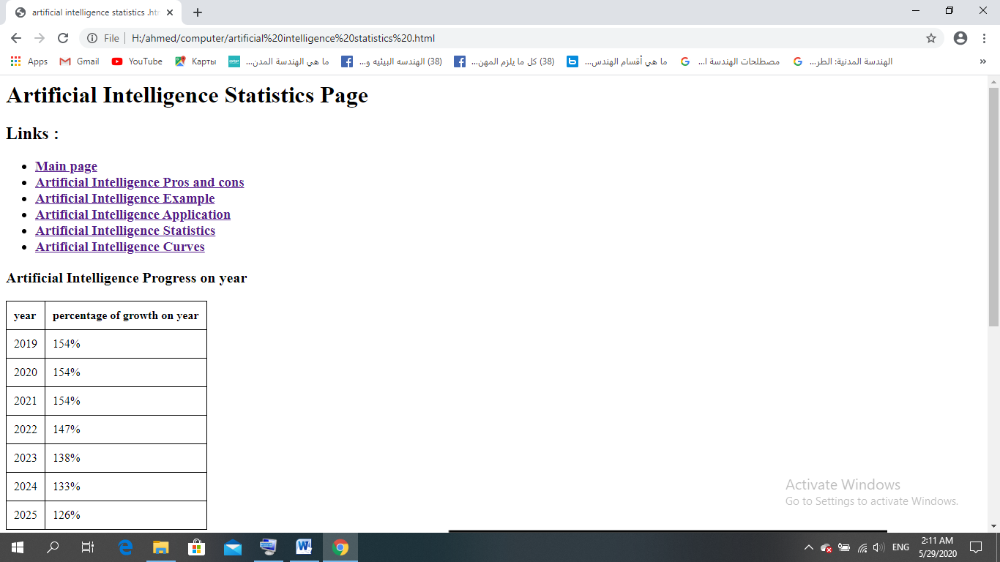 artificial intelligence statistics .htm
File
H:/ahmed/computer/artificial%20intelligence%20statistics%20.html
Apps
Gmail
YouTube
Карты
ما هي الهندسة المدن...
(38) الهندسه البيئيه و...
(38) كل ما يلزم المهن...
ما هي أقسام الهندس...
مصطلحات الهندسة ا...
الهندسة المدنية: الطر...
»
Artificial Intelligence Statistics Page
Links :
Main page
Artificial Intelligence Pros and cons
Artificial Intelligence Example
Artificial Intelligence Application
Artificial Intelligence Statistics
Artificial Intelligence Curves
Artificial Intelligence Progress on year
year percentage of growth on year
2019 154%
2020 154%
2021 154%
2022 147%
2023 138%
2024 133%
2025 126%
Activate Windows
Go to Settings to activate Windows.
ENG
2:11 AM
5/29/2020